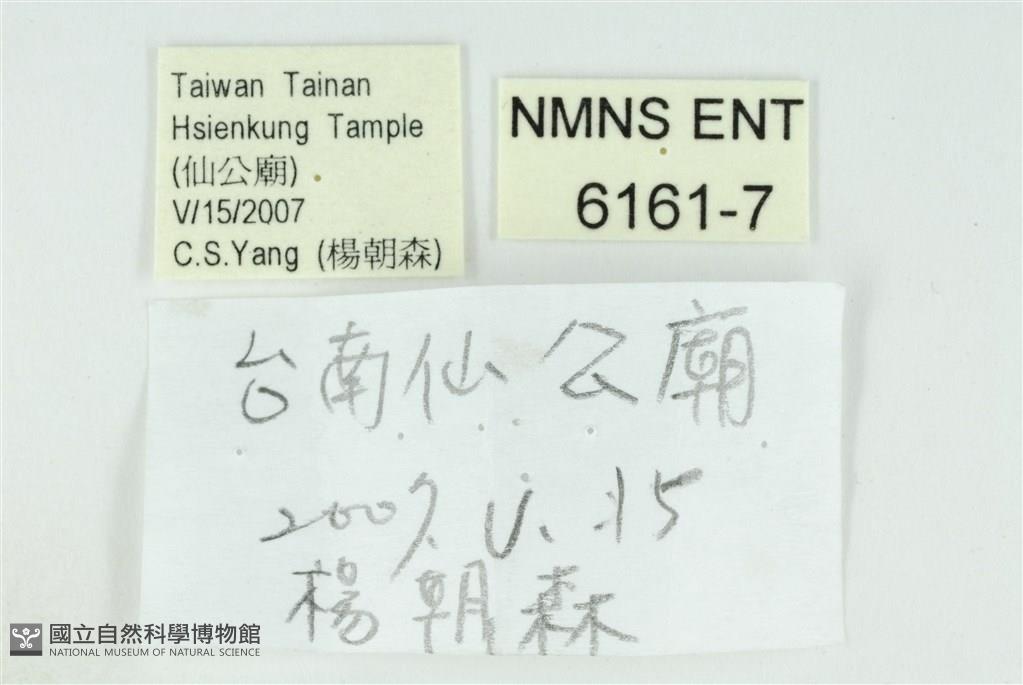 Taiwan Tainan
Hsienkung Tample
(仙公廟)
V/15/2007
C.S.Yang (楊朝森)
NMNS ENT
6161-7
台南仙公廟
2007. V. 15
楊朝森
國立自然科學博物館
NATIONAL MUSEUM OF NATURAL SCIENCE